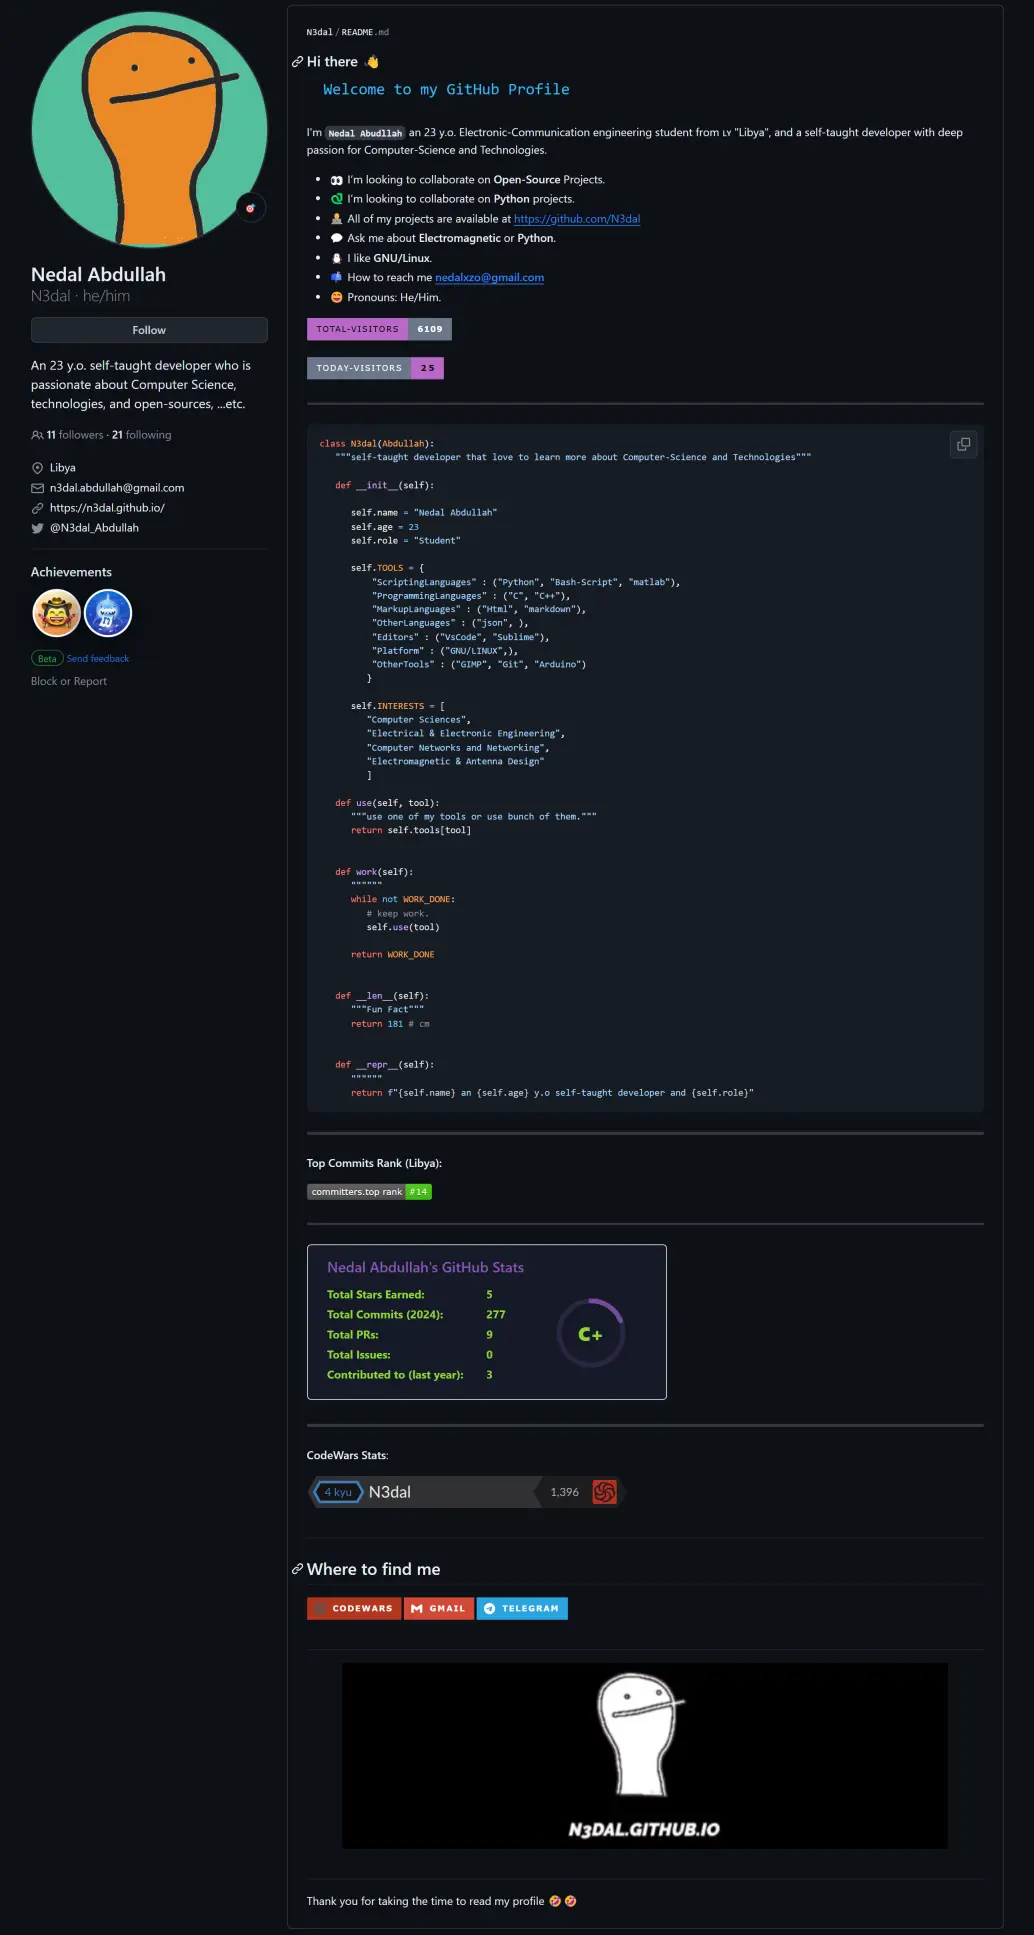 Nedal Abdullah
N3dal · he/him
Follow
An 23 y.o. self-taught developer who is
passionate about Computer Science,
technologies, and open-sources, ...etc.
11 followers · 21 following
Libya
n3dal.abdullah@gmail.com
https://n3dal.github.io/
@N3dal_Abdullah
Achievements
Beta Send feedback
Block or Report
N3dal / README.md
Hi there 👋
Welcome to my GitHub Profile
I'm Nedal Abudllah an 23 y.o. Electronic-Communication engineering student from ʟʏ "Libya", and a self-taught developer with deep
passion for Computer-Science and Technologies.
• 👀 I'm looking to collaborate on Open-Source Projects.
• I'm looking to collaborate on Python projects.
• All of my projects are available at https://github.com/N3dal
• 💬 Ask me about Electromagnetic or Python.
• 🐧 I like GNU/Linux.
• 📫 How to reach me nedalxzo@gmail.com
• 😄 Pronouns: He/Him.
TOTAL-VISITORS 6109
TODAY-VISITORS 25
class N3dal(Abdullah):
"""self-taught developer that love to learn more about Computer-Science and Technologies"""
def __init__(self):
self.name = "Nedal Abdullah"
self.age = 23
self.role = "Student"
self.TOOLS = {
"ScriptingLanguages" : ("Python", "Bash-Script", "matlab"),
"ProgrammingLanguages" : ("C", "C++"),
"MarkupLanguages" : ("Html", "markdown"),
"OtherLanguages" : ("json", ),
"Editors" : ("VsCode", "Sublime"),
"Platform" : ("GNU/LINUX",),
"OtherTools" : ("GIMP", "Git", "Arduino")
}
self.INTERESTS = [
"Computer Sciences",
"Electrical & Electronic Engineering",
"Computer Networks and Networking",
"Electromagnetic & Antenna Design"
]
def use(self, tool):
"""use one of my tools or use bunch of them."""
return self.tools[tool]
def work(self):
""""""
while not WORK_DONE:
# keep work.
self.use(tool)
return WORK_DONE
def __len__(self):
"""Fun Fact"""
return 181 # cm
def __repr__(self):
""""""
return f"{self.name} an {self.age} y.o self-taught developer and {self.role}"
Top Commits Rank (Libya):
committers.top rank #14
Nedal Abdullah's GitHub Stats
Total Stars Earned: 5
Total Commits (2024): 277
Total PRs: 9
Total Issues: 0
Contributed to (last year): 3
C+
CodeWars Stats:
4 kyu N3dal 1,396
Where to find me
CODEWARS GMAIL TELEGRAM
N3DAL.GITHUB.IO
Thank you for taking the time to read my profile 🤣 🤣